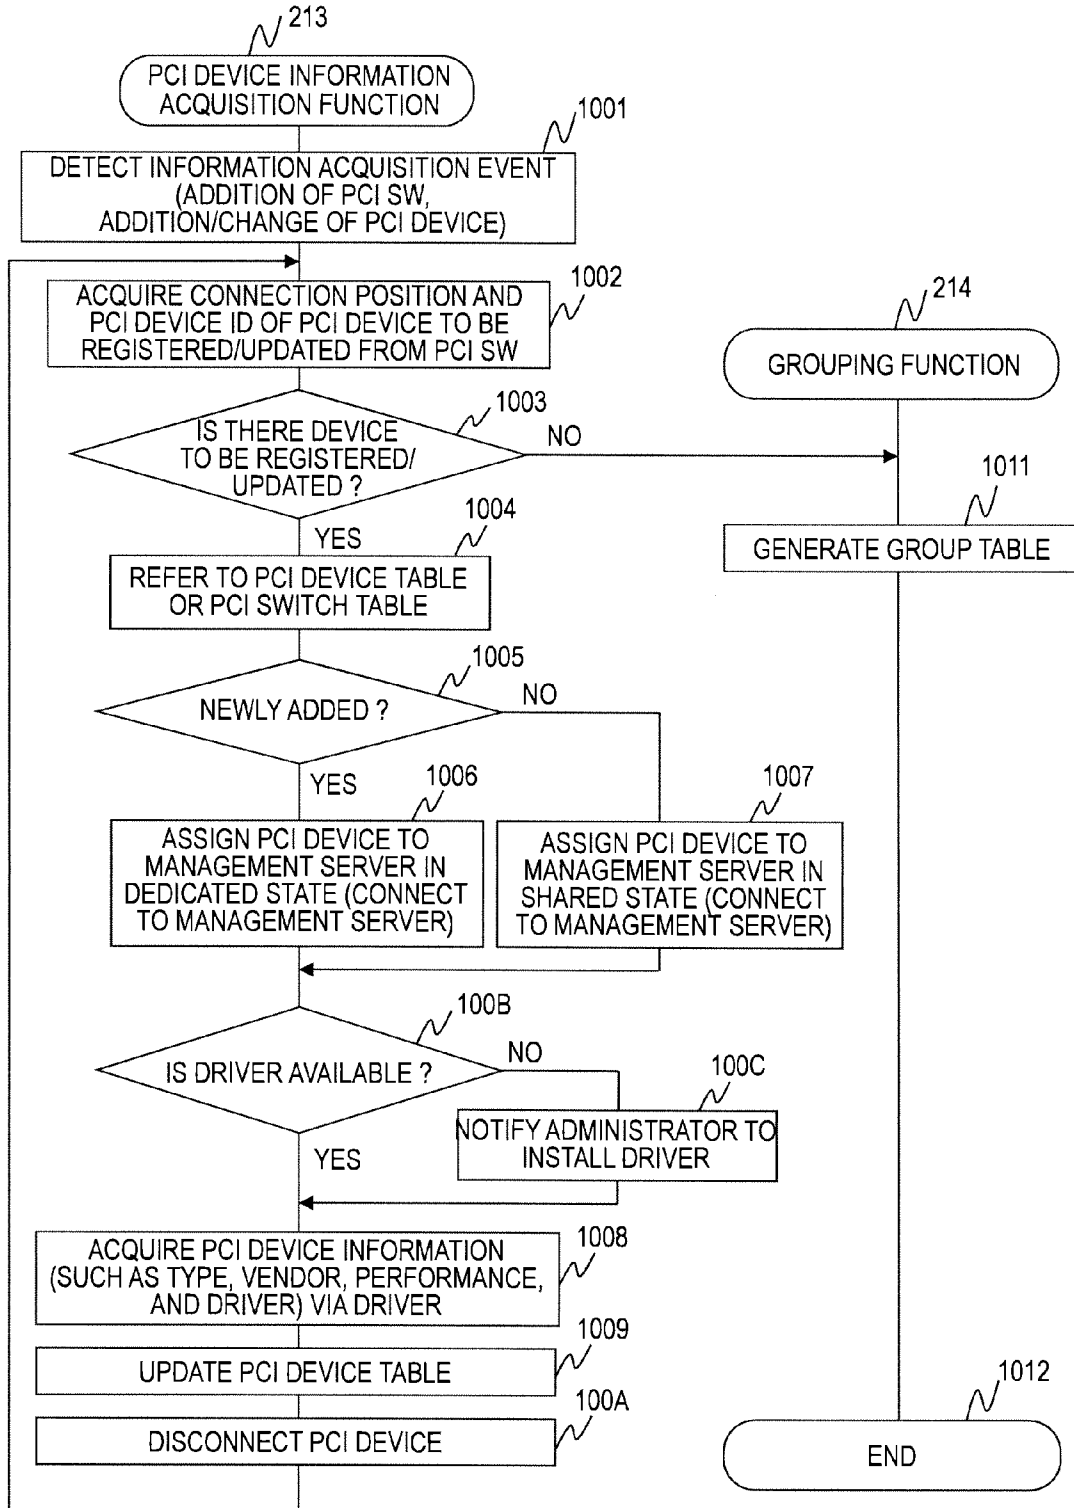 213
PCI DEVICE INFORMATION
ACQUISITION FUNCTION
1001
DETECT INFORMATION ACQUISITION EVENT
(ADDITION OF PCI SW,
ADDITION/CHANGE OF PCI DEVICE)
1002
ACQUIRE CONNECTION POSITION AND
PCI DEVICE ID OF PCI DEVICE TO BE
REGISTERED/UPDATED FROM PCI SW
1003
IS THERE DEVICE
TO BE REGISTERED/
UPDATED ?
NO
YES
1004
REFER TO PCI DEVICE TABLE
OR PCI SWITCH TABLE
1005
NEWLY ADDED ?
NO
YES
1006
ASSIGN PCI DEVICE TO
MANAGEMENT SERVER IN
DEDICATED STATE (CONNECT
TO MANAGEMENT SERVER)
1007
ASSIGN PCI DEVICE TO
MANAGEMENT SERVER IN
SHARED STATE (CONNECT
TO MANAGEMENT SERVER)
100B
IS DRIVER AVAILABLE ?
NO
YES
100C
NOTIFY ADMINISTRATOR TO
INSTALL DRIVER
1008
ACQUIRE PCI DEVICE INFORMATION
(SUCH AS TYPE, VENDOR, PERFORMANCE,
AND DRIVER) VIA DRIVER
1009
UPDATE PCI DEVICE TABLE
100A
DISCONNECT PCI DEVICE
214
GROUPING FUNCTION
1011
GENERATE GROUP TABLE
1012
END